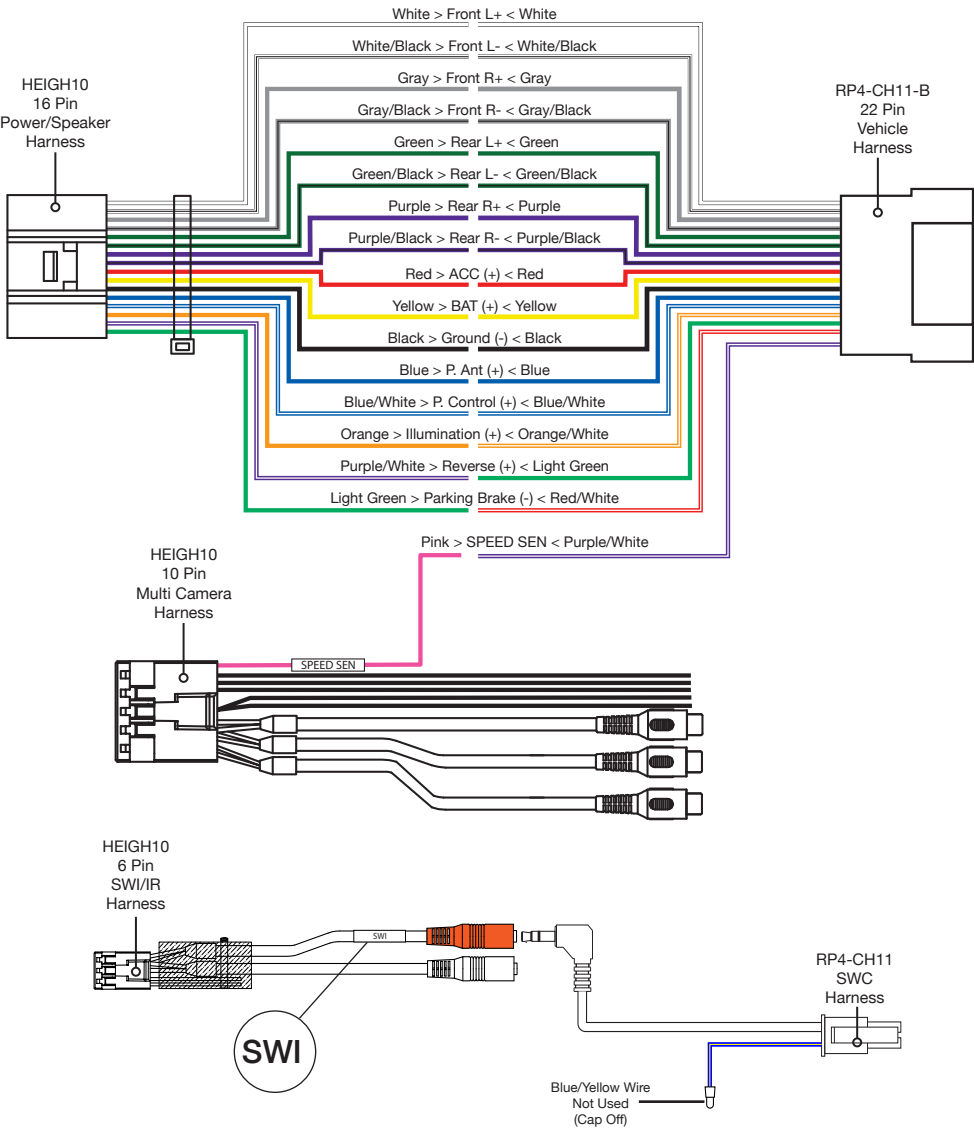 White > Front L+ < White
White/Black > Front L- < White/Black
Gray > Front R+ < Gray
Gray/Black > Front R- < Gray/Black
Green > Rear L+ < Green
Green/Black > Rear L- < Green/Black
Purple > Rear R+ < Purple
Purple/Black > Rear R- < Purple/Black
Red > ACC (+) < Red
Yellow > BAT (+) < Yellow
Black > Ground (-) < Black
Blue > P. Ant (+) < Blue
Blue/White > P. Control (+) < Blue/White
Orange > Illumination (+) < Orange/White
Purple/White > Reverse (+) < Light Green
Light Green > Parking Brake (-) < Red/White
Pink > SPEED SEN < Purple/White
HEIGH10
16 Pin
Power/Speaker
Harness
RP4-CH11-B
22 Pin
Vehicle
Harness
HEIGH10
10 Pin
Multi Camera
Harness
SPEED SEN
HEIGH10
6 Pin
SWI/IR
Harness
SWI
SWI
RP4-CH11
SWC
Harness
Blue/Yellow Wire
Not Used
(Cap Off)